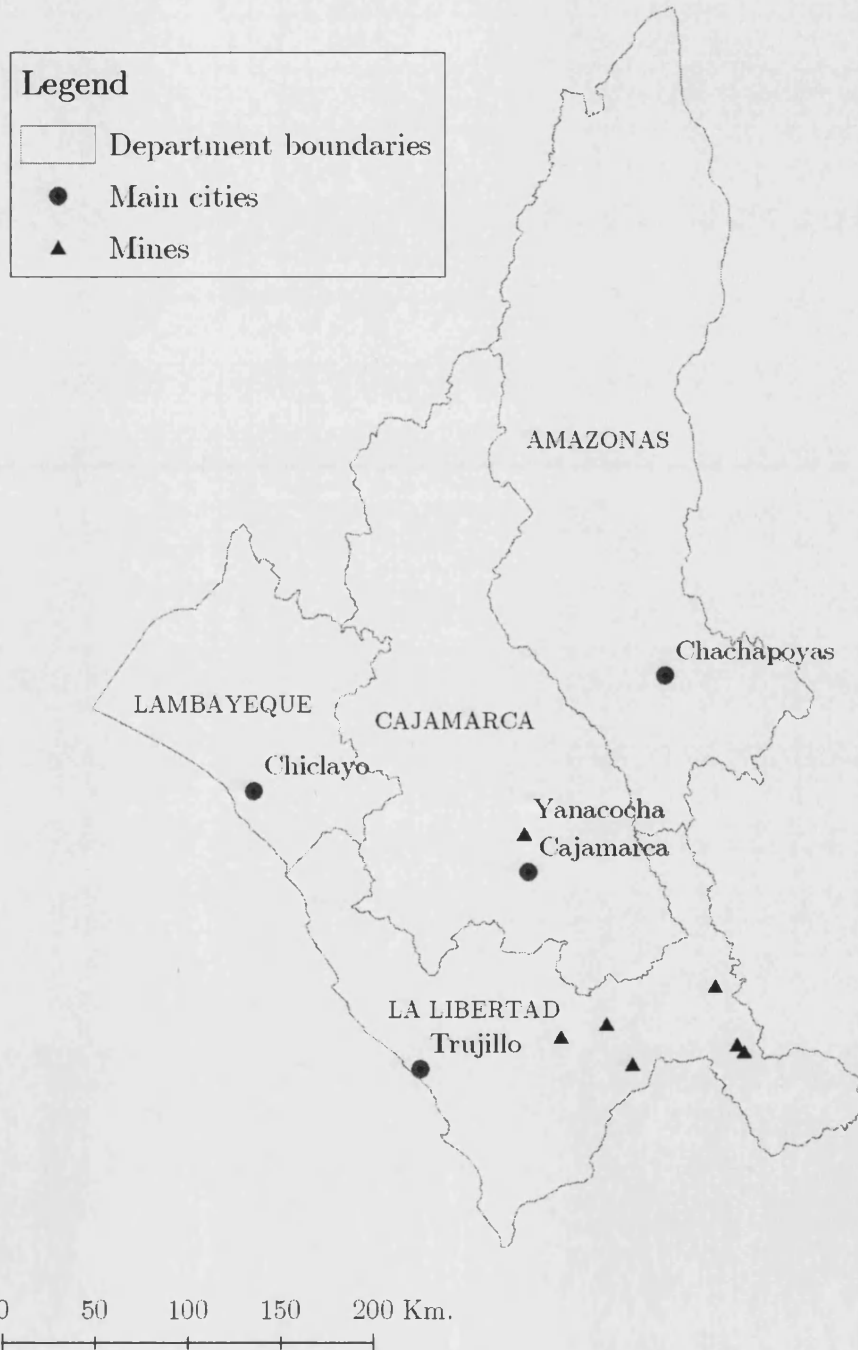 Legend
Department boundaries
Main cities
Mines
AMAZONAS
Chachapoyas
LAMBAYEQUE
CAJAMARCA
Chiclayo
Yanacocha
Cajamarca
LA LIBERTAD
Trujillo
0 50 100 150 200 Km.